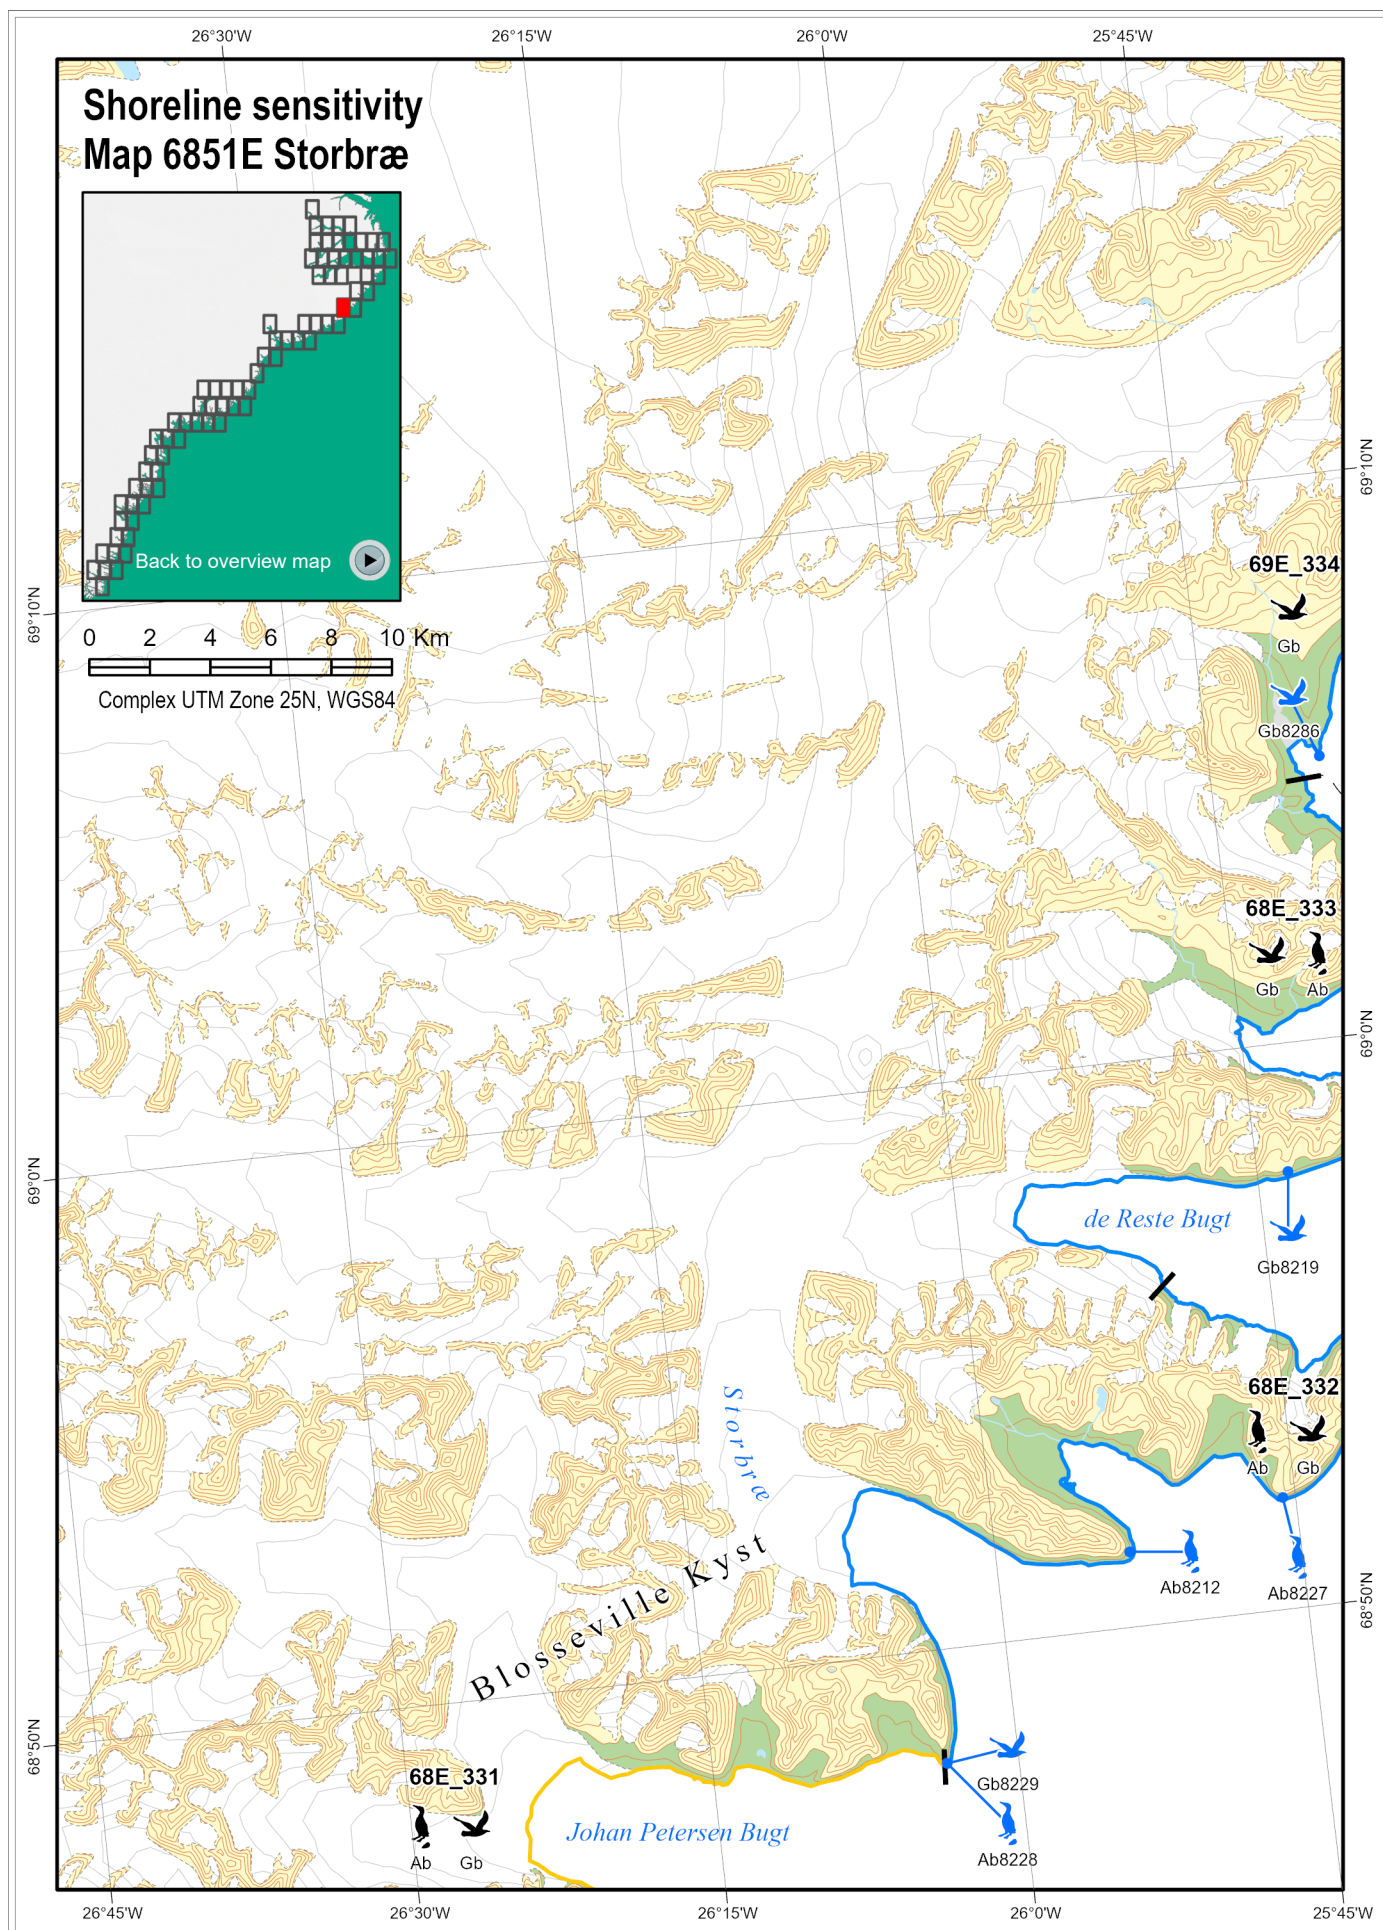 26°30'W
26°15'W
26°0'W
25°45'W
Shoreline sensitivity
Map 6851E Storbræ
Back to overview map
0 2 4 6 8 10 Km
Complex UTM Zone 25N, WGS84
69°10'N
69°10'N
69E_334
Gb
Gb8286
68E_333
Gb Ab
69°0'N
69°0'N
de Reste Bugt
Gb8219
68E_332
Ab Gb
Storbræ
Ab8212
Ab8227
68°50'N
Blosseville Kyst
68°50'N
68E_331
Ab Gb
Johan Petersen Bugt
Gb8229
Ab8228
26°45'W
26°30'W
26°15'W
26°0'W
25°45'W